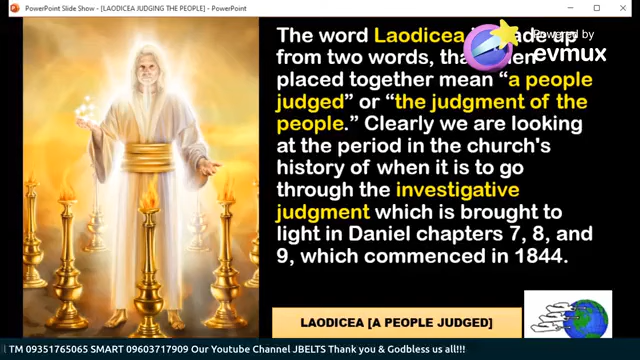 PowerPoint Slide Show - [LAODICEA JUDGING THE PEOPLE] - PowerPoint
The word Laodicea
from two words,
placed together mean “a people
judged” or “the judgment of the
people.” Clearly we are looking
at the period in the church's
history of when it is to go
through the investigative
judgment which is brought to
light in Daniel chapters 7, 8, and
9, which commenced in 1844.
Powered by
evmux
LAODICEA [A PEOPLE JUDGED]
TM 09351765065 SMART 09603717909 Our Youtube Channel JBELTS Thank you & Godbless us all!!!